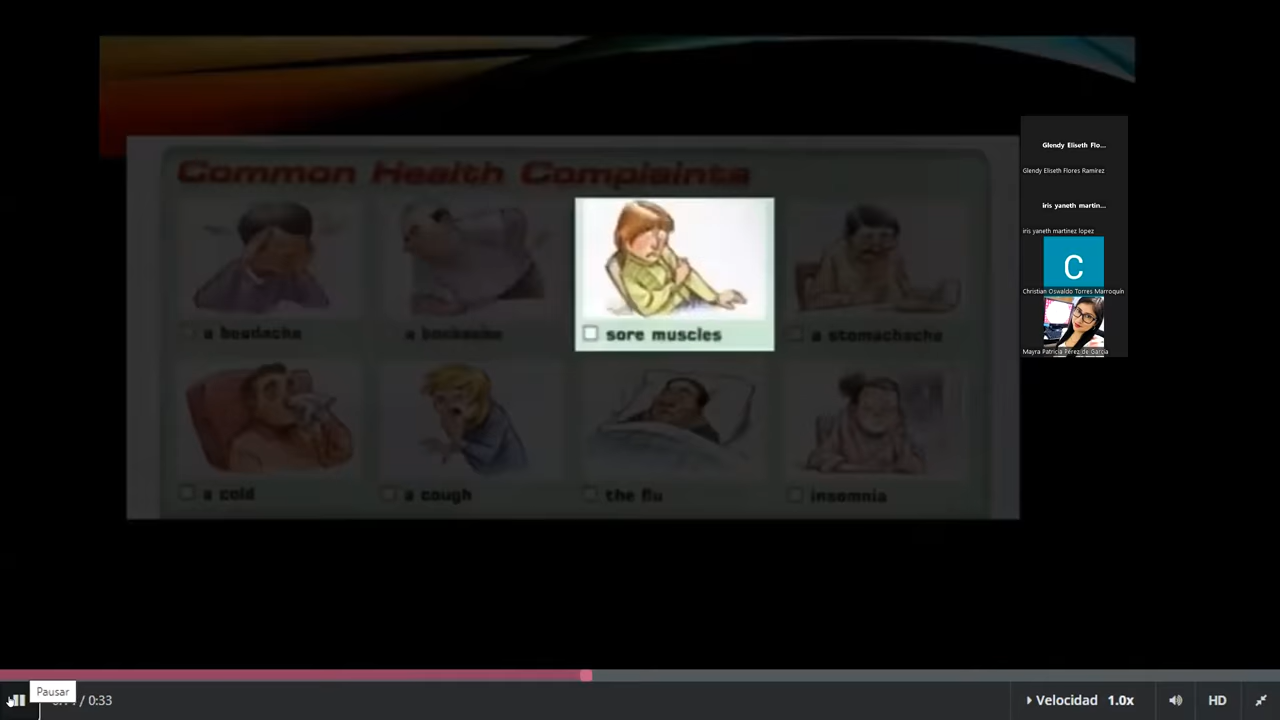 Common Health Complaints
a headache
a backache
sore muscles
a stomachache
a cold
a cough
the flu
insomnia
Glendy Eliseth Flo...
Glendy Eliseth Flores Ramirez
iris yaneth martin...
iris yaneth martinez lopez
C
Christian Oswaldo Torres Marroquín
Mayra Patricia Pérez de García
Pausar
/ 0:33
Velocidad 1.0x
HD